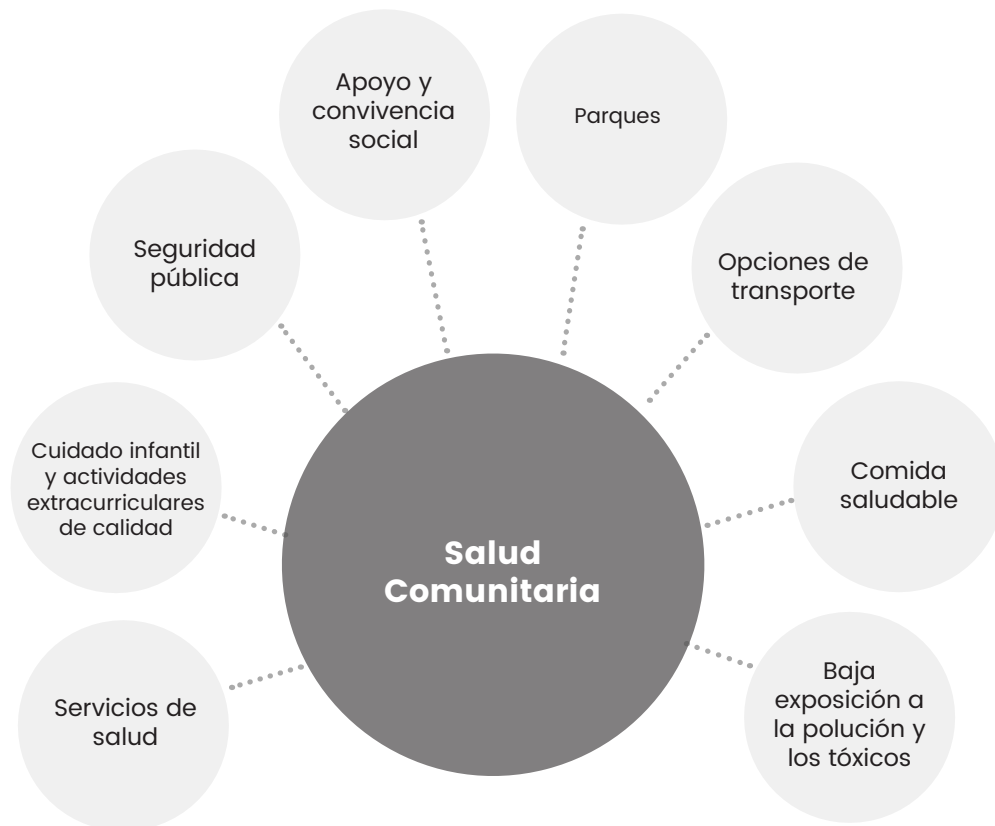 Apoyo y
convivencia
social
Parques
Seguridad
pública
Opciones de
transporte
Cuidado infantil
y actividades
extracurriculares
de calidad
Comida
saludable
Salud
Comunitaria
Servicios de
salud
Baja
exposición a
la polución y
los tóxicos